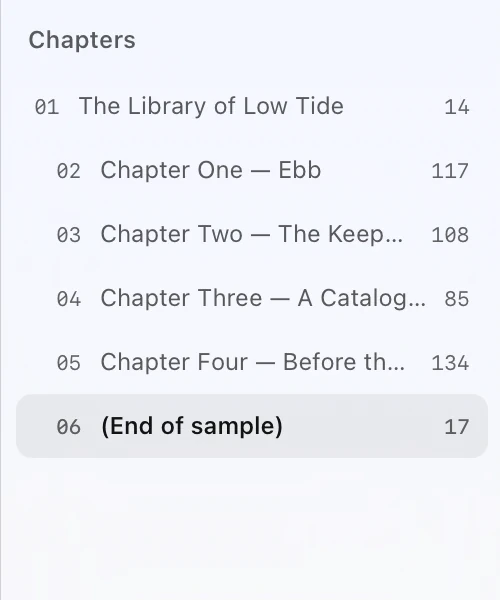 Chapters
01 The Library of Low Tide 14
02 Chapter One — Ebb 117
03 Chapter Two — The Keep... 108
04 Chapter Three — A Catalog... 85
05 Chapter Four — Before th... 134
06 (End of sample) 17